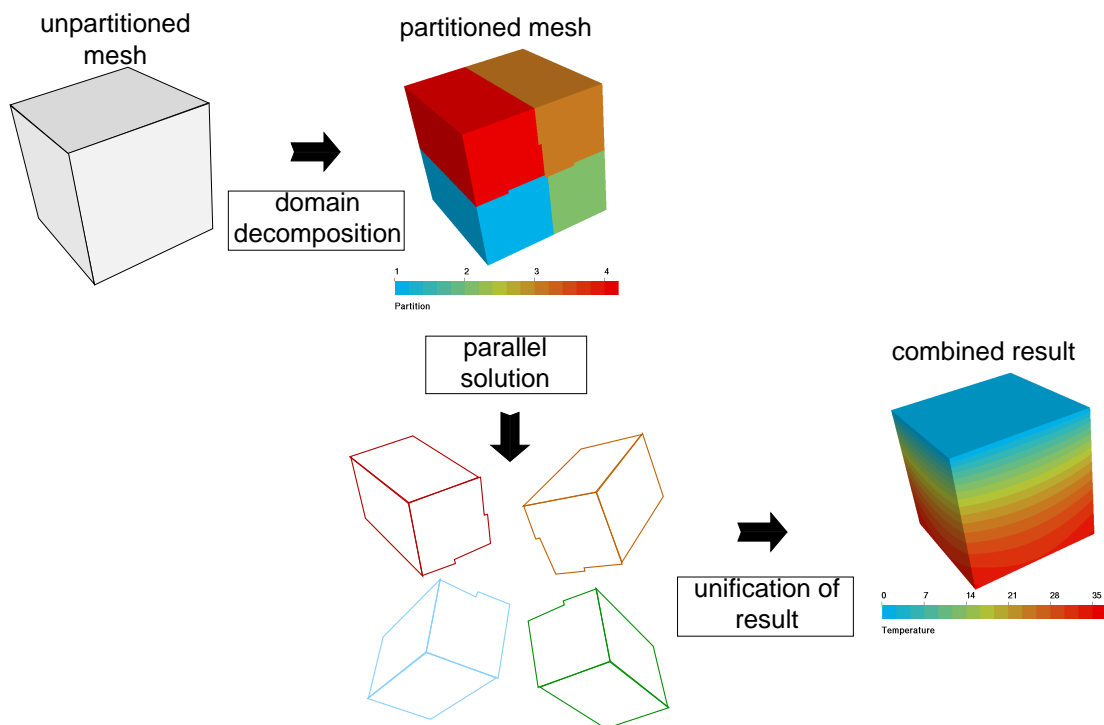 unpartitioned
mesh
partitioned mesh
domain
decomposition
1 2 3 4
Partition
parallel
solution
combined result
unification of
result
0 7 14 21 28 35
Temperature